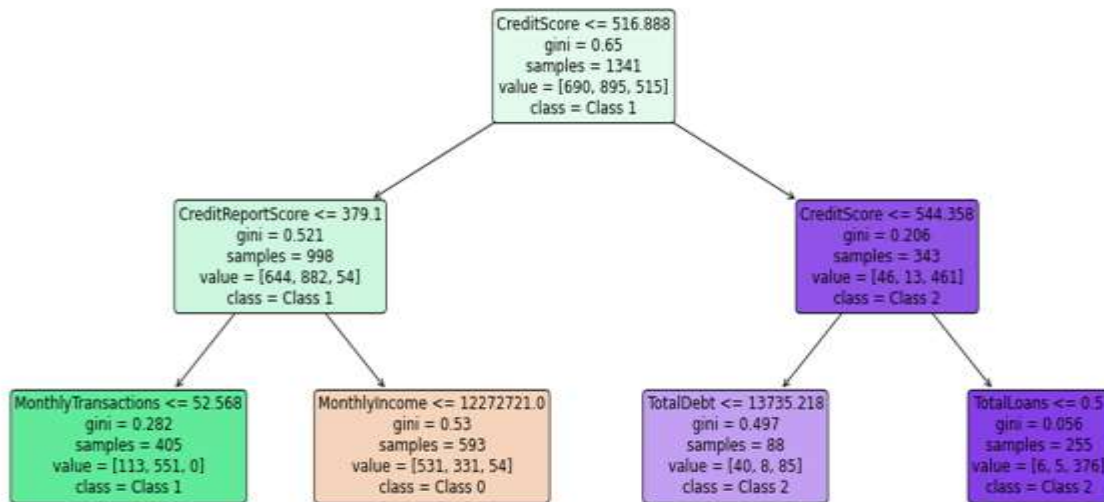 CreditScore <= 516.888
gini = 0.65
samples = 1341
value = [690, 895, 515]
class = Class 1
CreditReportScore <= 379.1
gini = 0.521
samples = 998
value = [644, 882, 54]
class = Class 1
CreditScore <= 544.358
gini = 0.206
samples = 343
value = [46, 13, 461]
class = Class 2
MonthlyTransactions <= 52.568
gini = 0.282
samples = 405
value = [113, 551, 0]
class = Class 1
MonthlyIncome <= 12272721.0
gini = 0.53
samples = 593
value = [531, 331, 54]
class = Class 0
TotalDebt <= 13735.218
gini = 0.497
samples = 88
value = [40, 8, 85]
class = Class 2
TotalLoans <= 0.5
gini = 0.056
samples = 255
value = [6, 5, 376]
class = Class 2